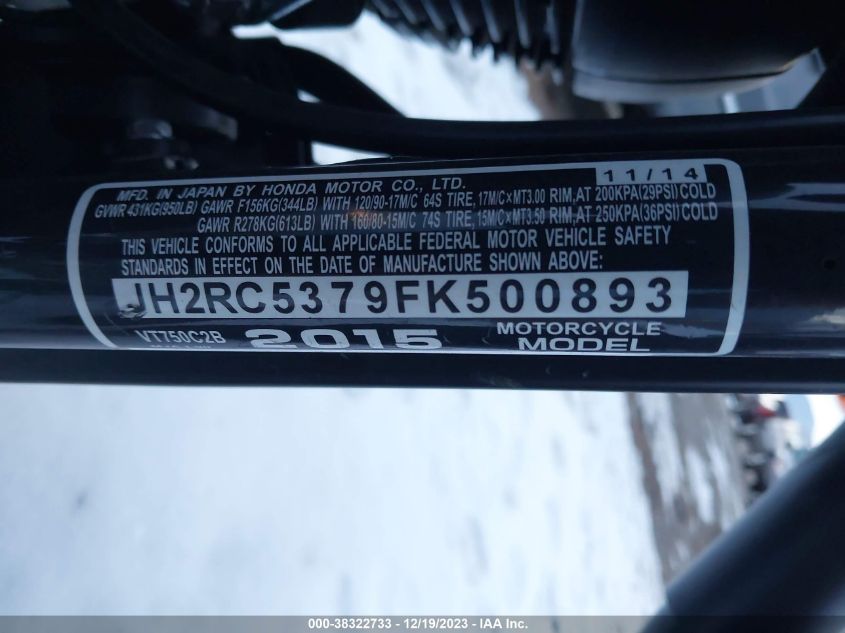 11/14
MFD. IN JAPAN BY HONDA MOTOR CO., LTD.
GVWR 431KG(950LB) GAWR F156KG(344LB) WITH 120/90-17M/C 64S TIRE, 17M/C×MT3.00 RIM, AT 200KPA(29PSI) COLD
GAWR R278KG(613LB) WITH 160/80-15M/C 74S TIRE, 15M/C×MT3.50 RIM, AT 250KPA(36PSI) COLD
THIS VEHICLE CONFORMS TO ALL APPLICABLE FEDERAL MOTOR VEHICLE SAFETY
STANDARDS IN EFFECT ON THE DATE OF MANUFACTURE SHOWN ABOVE:
JH2RC5379FK500893
VT750C2B 2015 MOTORCYCLE
MODEL
000-38322733 - 12/19/2023 - IAA Inc.